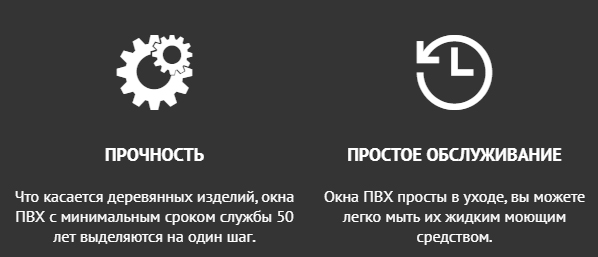 ПРОЧНОСТЬ
Что касается деревянных изделий, окна
ПВХ с минимальным сроком службы 50
лет выделяются на один шаг.
ПРОСТОЕ ОБСЛУЖИВАНИЕ
Окна ПВХ просты в уходе, вы можете
легко мыть их жидким моющим
средством.